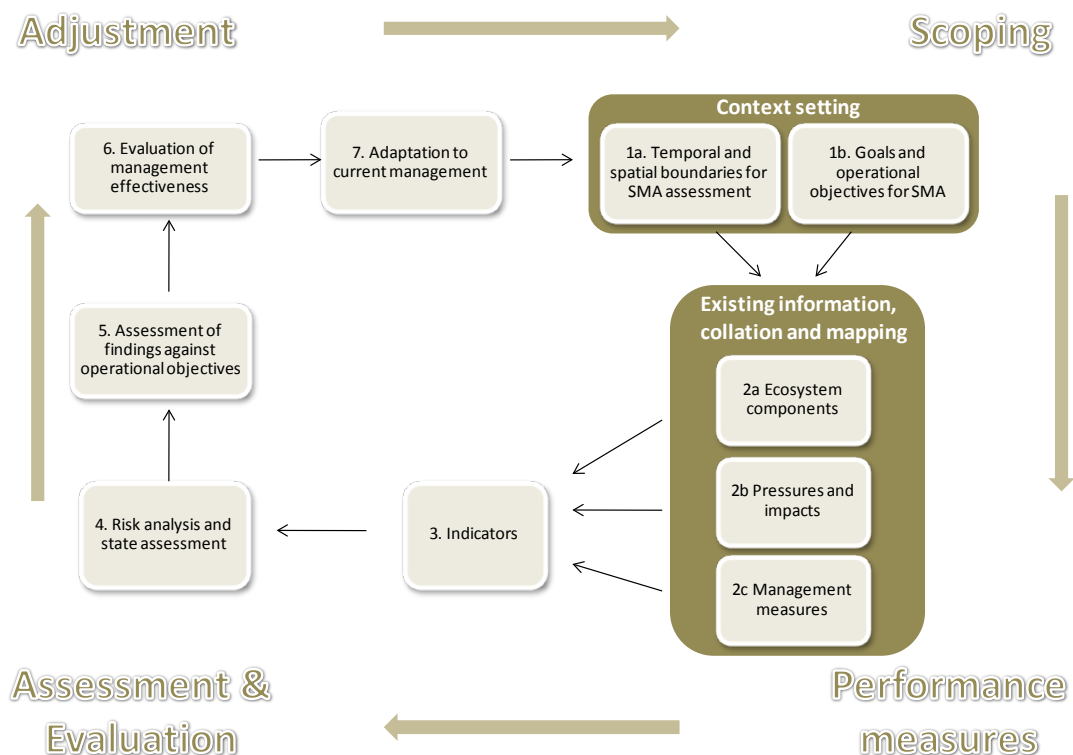 Adjustment
Scoping
Context setting
6. Evaluation of
management
effectiveness
7. Adaptation to
current management
1a. Temporal and
spatial boundaries for
SMA assessment
1b. Goals and
operational
objectives for SMA
Existing information,
collation and mapping
5. Assessment of
findings against
operational objectives
2a Ecosystem
components
4. Risk analysis and
state assessment
3. Indicators
2b Pressures and
impacts
2c Management
measures
Assessment &
Evaluation
Performance
measures